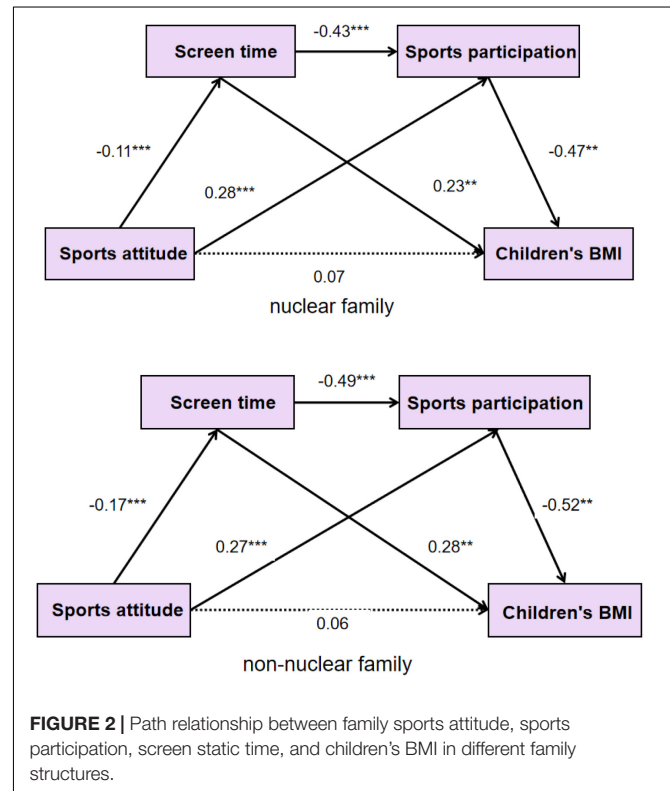 -0.43***
Screen time
Sports participation
-0.11***
0.28***
0.23**
-0.47**
Sports attitude
Children's BMI
0.07
nuclear family
-0.49***
Screen time
Sports participation
-0.17***
0.27***
0.28**
-0.52**
Sports attitude
Children's BMI
0.06
non-nuclear family
FIGURE 2 | Path relationship between family sports attitude, sports
participation, screen static time, and children's BMI in different family
structures.